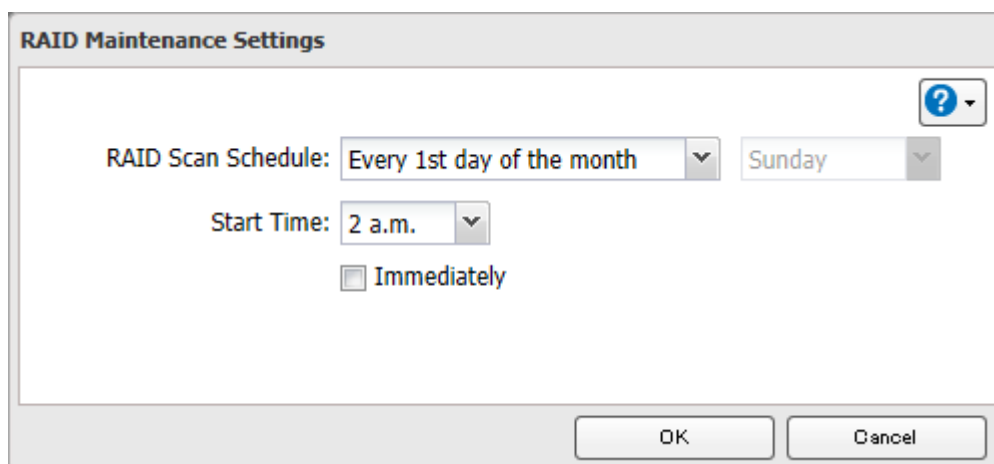 RAID Maintenance Settings
?
RAID Scan Schedule: Every 1st day of the month Sunday
Start Time: 2 a.m.
Immediately
OK Cancel